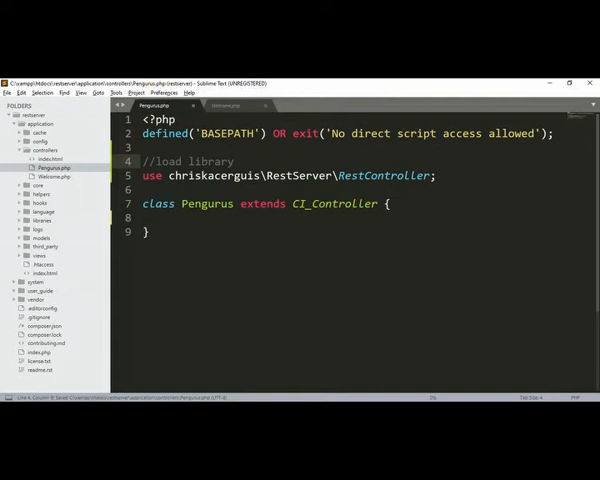 C:\xampp\htdocs\restserver\application\controllers\Pengurus.php (restserver) - Sublime Text (UNREGISTERED)
File Edit Selection Find View Goto Tools Project Preferences Help
FOLDERS
restserver
application
cache
config
controllers
index.html
Pengurus.php
Welcome.php
core
helpers
hooks
language
libraries
logs
models
third_party
views
.htaccess
index.html
system
user_guide
vendor
.editorconfig
.gitignore
composer.json
composer.lock
contributing.md
index.php
license.txt
readme.rst
Pengurus.php × Welcome.php ×
1 <?php
2 defined('BASEPATH') OR exit('No direct script access allowed');
3
4 //load library
5 use chriskacerguis\RestServer\RestController;
6
7 class Pengurus extends CI_Controller {
8
9 }
Line 4, Column 9; Saved C:\xampp\htdocs\restserver\application\controllers\Pengurus.php (UTF-8)
Tab Size: 4 PHP